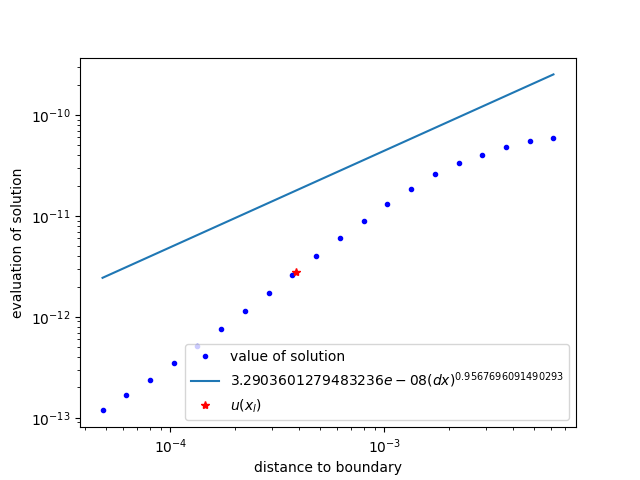 10⁻¹⁰
10⁻¹¹
10⁻¹²
10⁻¹³
evaluation of solution
value of solution
3.2903601279483236e − 08(dx)^0.9567696091490293
u(x_I)
10⁻⁴
10⁻³
distance to boundary